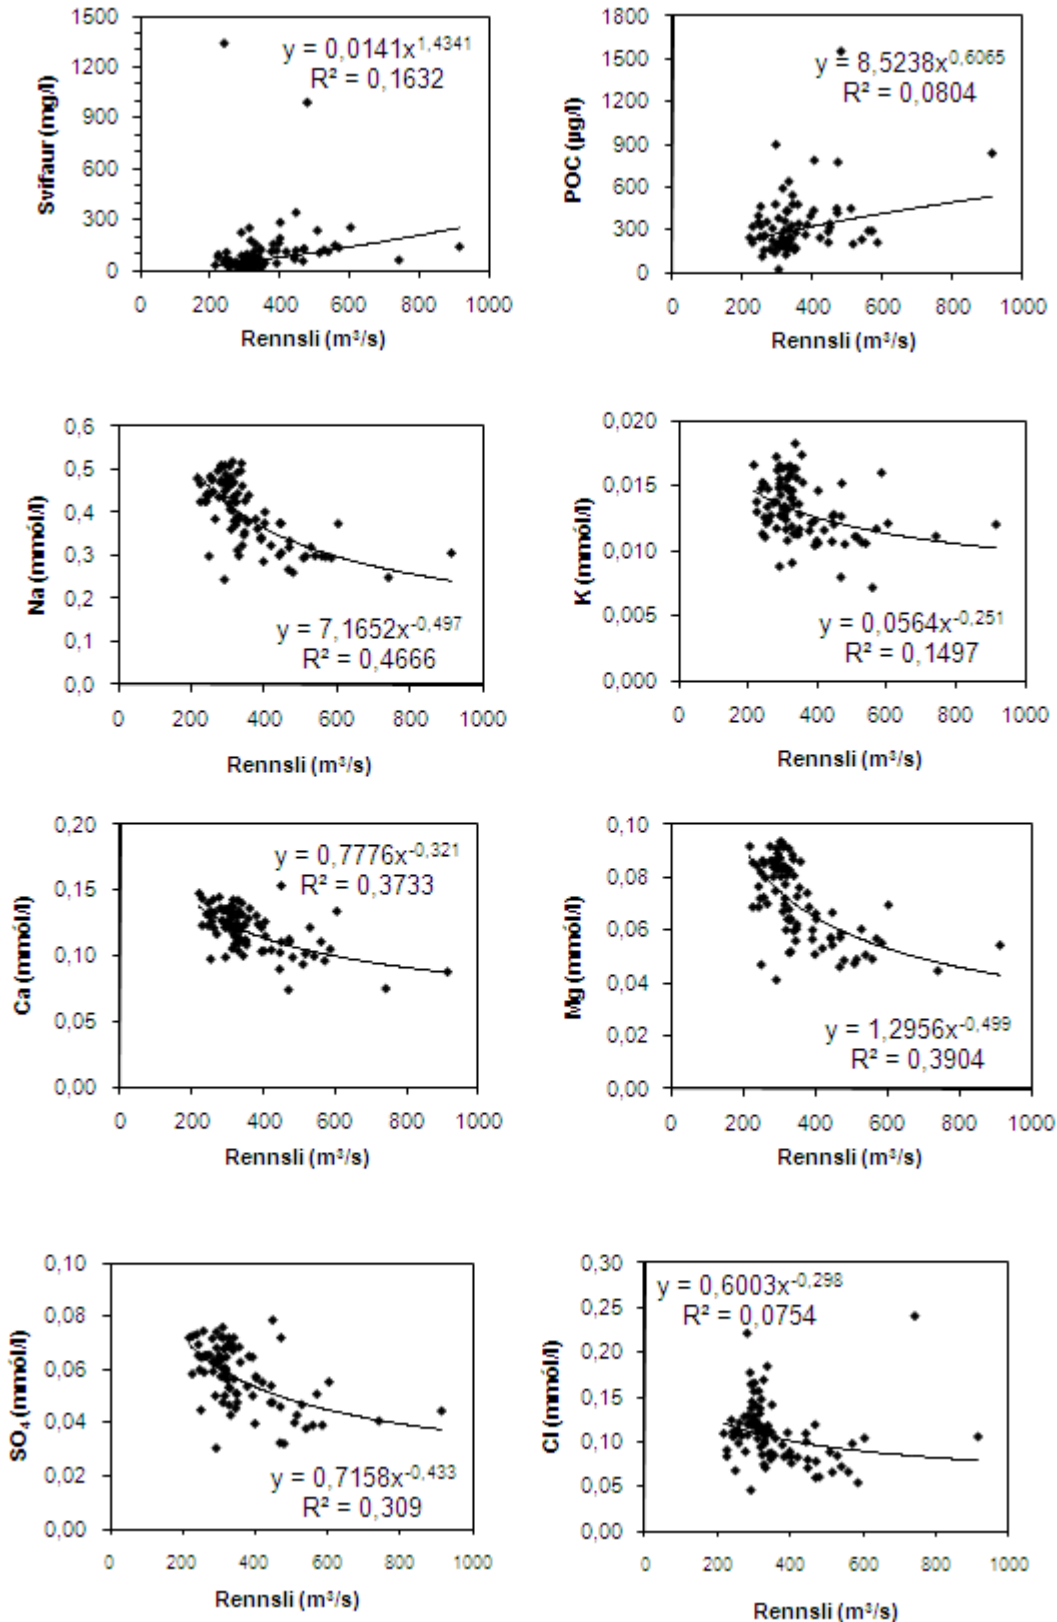 1500
1200
900
600
300
0
Svifaur (mg/l)
y = 0,0141x^1,4341
R² = 0,1632
0 200 400 600 800 1000
Rennsli (m³/s)
1800
1500
1200
900
600
300
0
POC (µg/l)
y = 8,5238x^0,6065
R² = 0,0804
0 200 400 600 800 1000
Rennsli (m³/s)
0,6
0,5
0,4
0,3
0,2
0,1
0,0
Na (mmól/l)
y = 7,1652x^-0,497
R² = 0,4666
0 200 400 600 800 1000
Rennsli (m³/s)
0,020
0,015
0,010
0,005
0,000
K (mmól/l)
y = 0,0564x^-0,251
R² = 0,1497
0 200 400 600 800 1000
Rennsli (m³/s)
0,20
0,15
0,10
0,05
0,00
Ca (mmól/l)
y = 0,7776x^-0,321
R² = 0,3733
0 200 400 600 800 1000
Rennsli (m³/s)
0,10
0,08
0,06
0,04
0,02
0,00
Mg (mmól/l)
y = 1,2956x^-0,499
R² = 0,3904
0 200 400 600 800 1000
Rennsli (m³/s)
0,10
0,08
0,06
0,04
0,02
0,00
SO₄ (mmól/l)
y = 0,7158x^-0,433
R² = 0,309
0 200 400 600 800 1000
Rennsli (m³/s)
0,30
0,25
0,20
0,15
0,10
0,05
0,00
Cl (mmól/l)
y = 0,6003x^-0,298
R² = 0,0754
0 200 400 600 800 1000
Rennsli (m³/s)